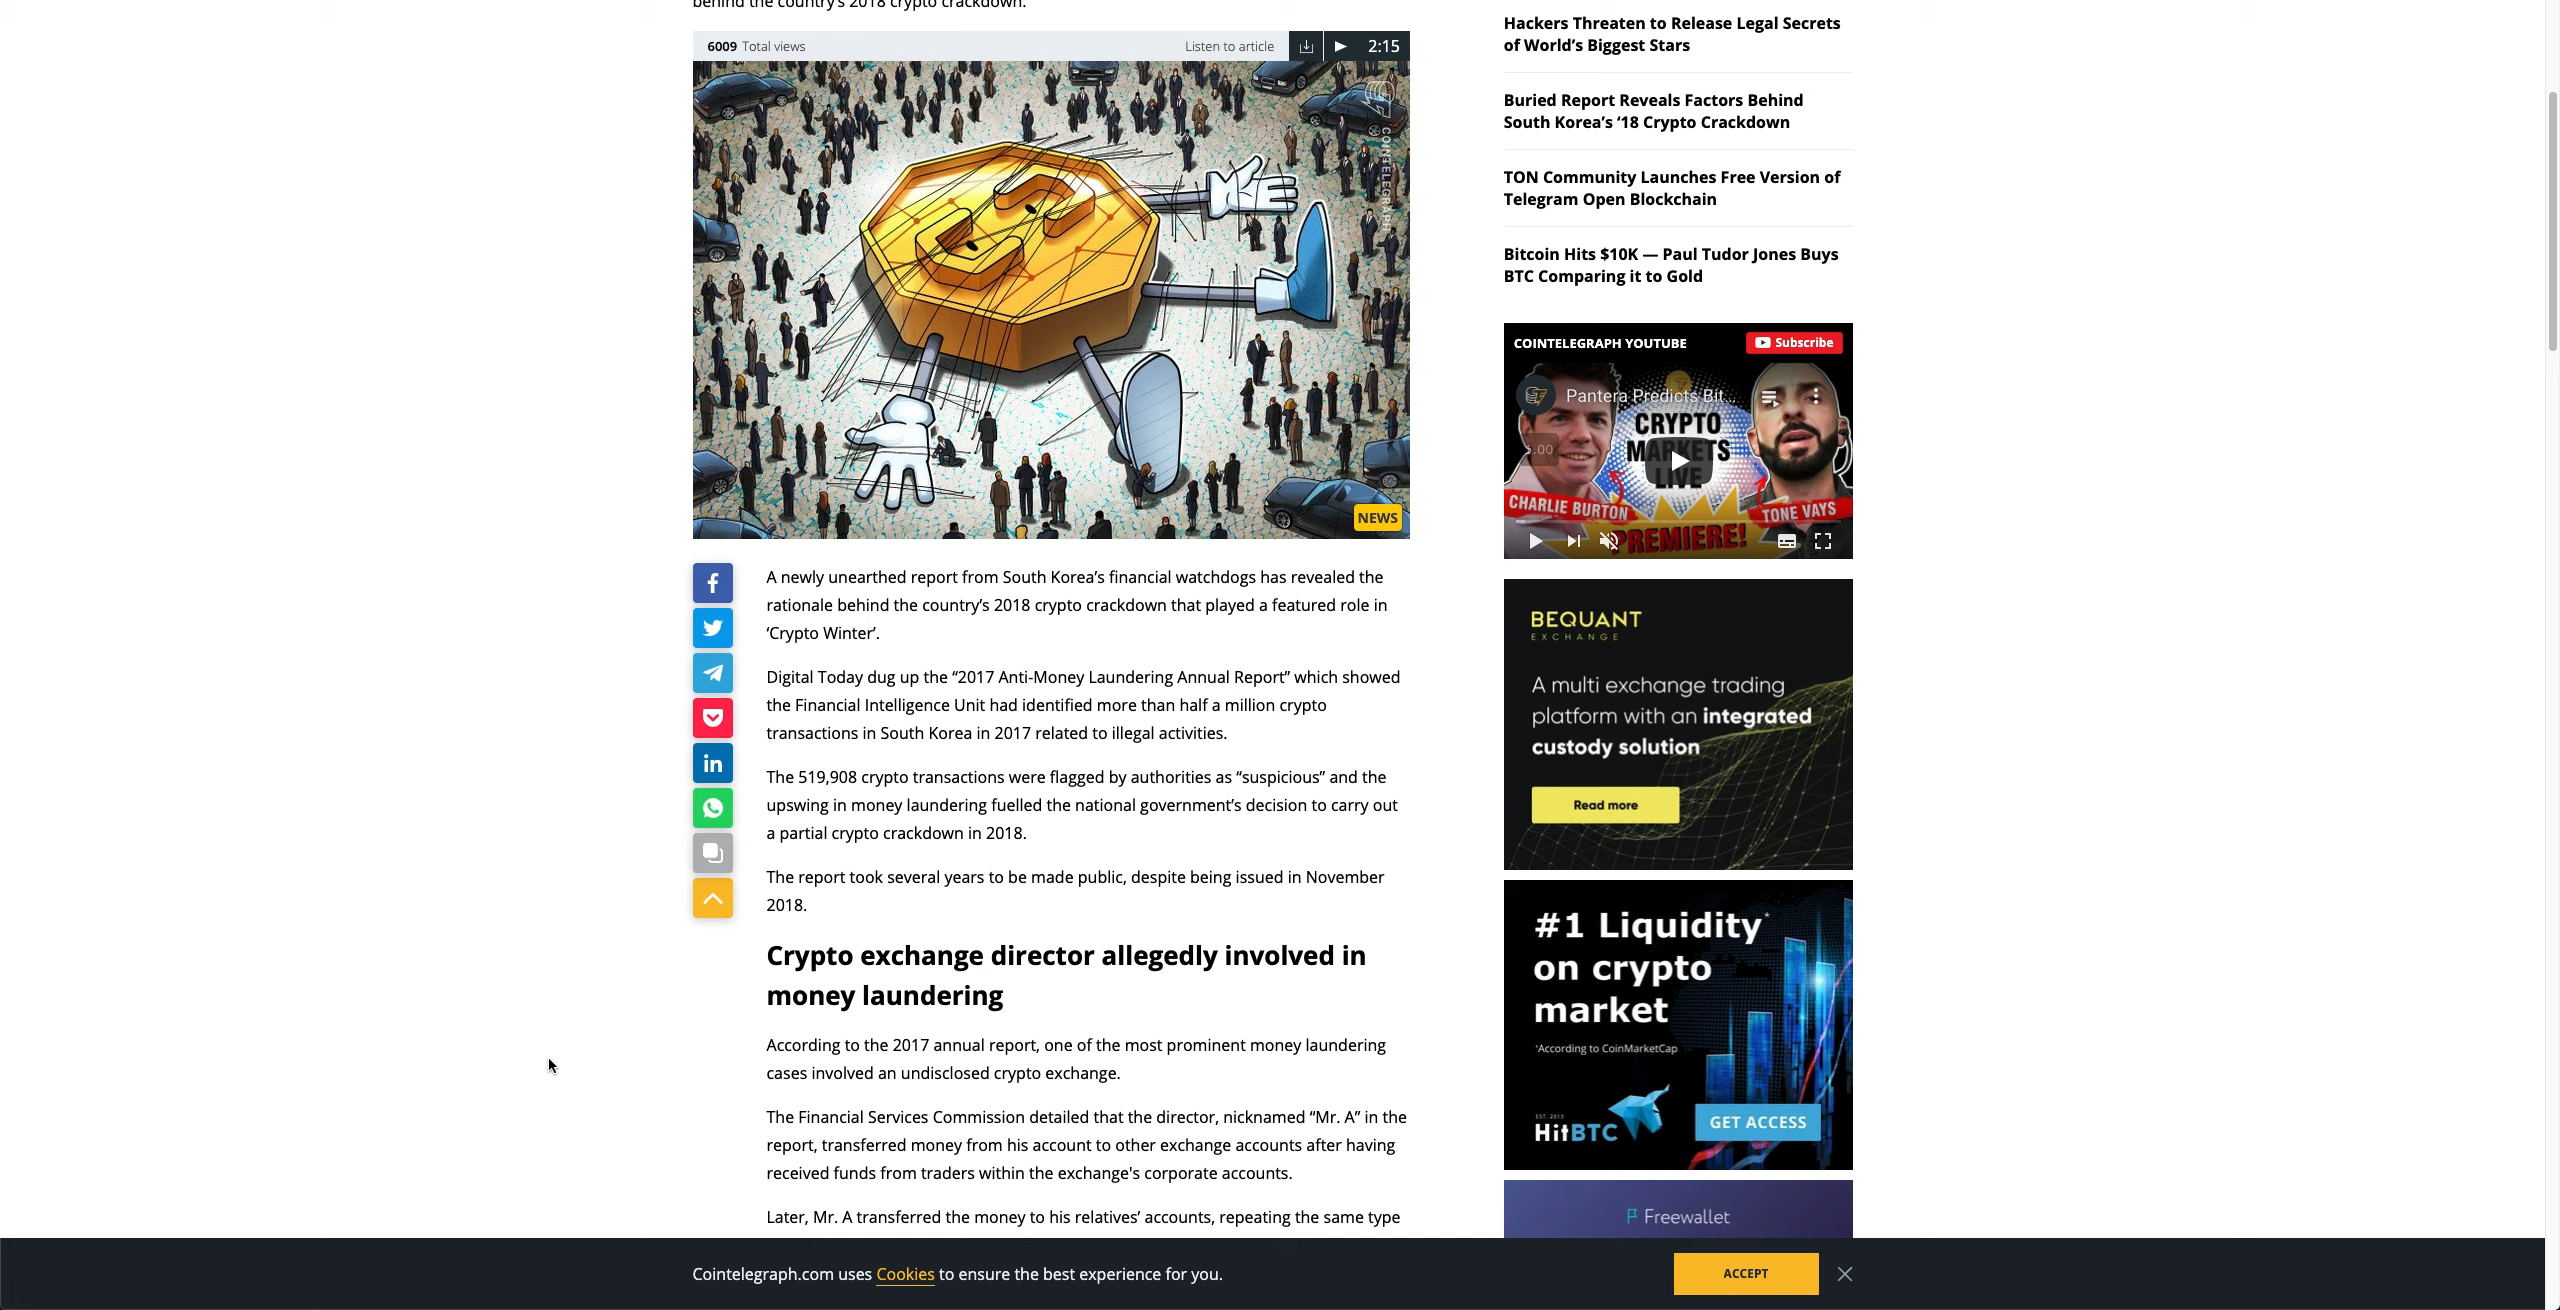 behind the country's 2018 crypto crackdown.
6009 Total views
Listen to article
2:15
COINTELEGRAPH
NEWS
A newly unearthed report from South Korea’s financial watchdogs has revealed the
rationale behind the country’s 2018 crypto crackdown that played a featured role in
‘Crypto Winter’.
Digital Today dug up the “2017 Anti-Money Laundering Annual Report” which showed
the Financial Intelligence Unit had identified more than half a million crypto
transactions in South Korea in 2017 related to illegal activities.
The 519,908 crypto transactions were flagged by authorities as “suspicious” and the
upswing in money laundering fuelled the national government’s decision to carry out
a partial crypto crackdown in 2018.
The report took several years to be made public, despite being issued in November
2018.
Crypto exchange director allegedly involved in
money laundering
According to the 2017 annual report, one of the most prominent money laundering
cases involved an undisclosed crypto exchange.
The Financial Services Commission detailed that the director, nicknamed “Mr. A” in the
report, transferred money from his account to other exchange accounts after having
received funds from traders within the exchange's corporate accounts.
Later, Mr. A transferred the money to his relatives’ accounts, repeating the same type
Hackers Threaten to Release Legal Secrets
of World’s Biggest Stars
Buried Report Reveals Factors Behind
South Korea’s ‘18 Crypto Crackdown
TON Community Launches Free Version of
Telegram Open Blockchain
Bitcoin Hits $10K — Paul Tudor Jones Buys
BTC Comparing it to Gold
COINTELEGRAPH YOUTUBE
Subscribe
Pantera Predicts Bit...
CRYPTO
MARKETS
LIVE
CHARLIE BURTON
TONE VAYS
PREMIERE!
BEQUANT
EXCHANGE
A multi exchange trading
platform with an integrated
custody solution
Read more
#1 Liquidity*
on crypto
market
*According to CoinMarketCap
EST. 2013
HitBTC
GET ACCESS
Freewallet
Cointelegraph.com uses Cookies to ensure the best experience for you.
ACCEPT